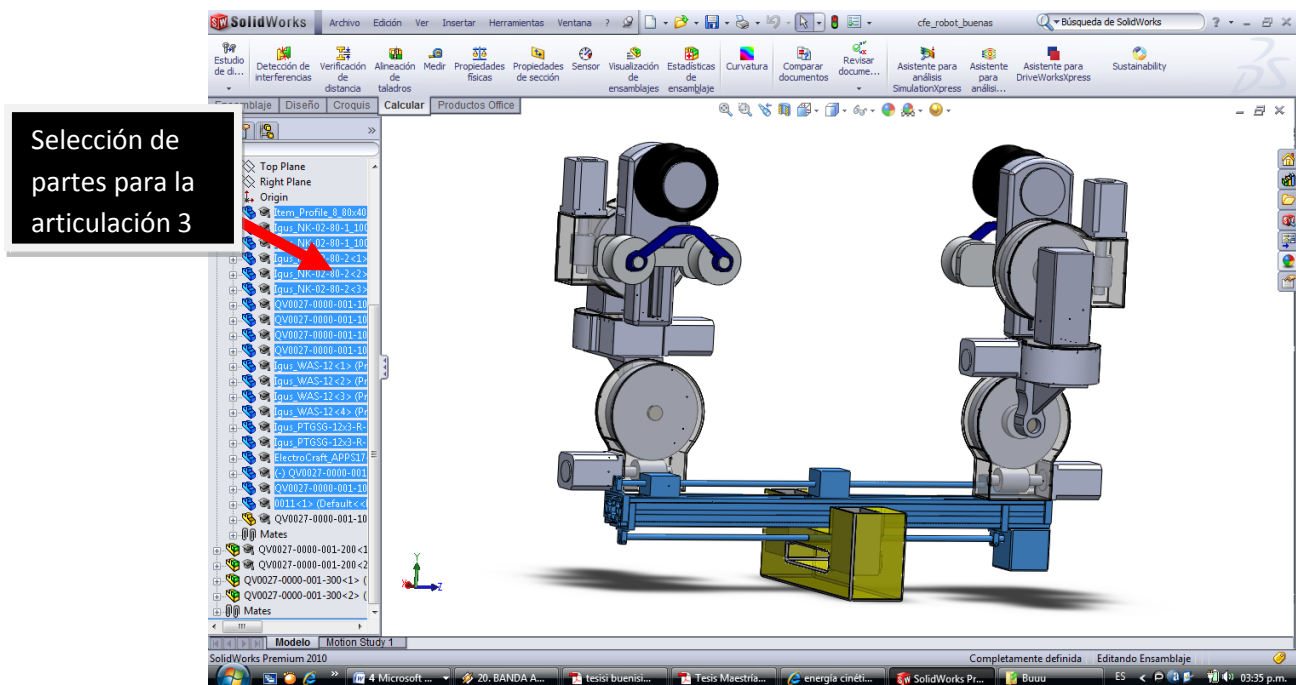 SolidWorks Archivo Edición Ver Insertar Herramientas Ventana ? cfe_robot_buenas Búsqueda de SolidWorks ?
Estudio de di...
Detección de interferencias
Verificación de distancia
Alineación de taladros
Medir
Propiedades físicas
Propiedades de sección
Sensor
Visualización de ensamblajes
Estadísticas de ensamblaje
Curvatura
Comparar documentos
Revisar docume...
Asistente para análisis SimulationXpress
Asistente para análisi...
Asistente para DriveWorksXpress
Sustainability
Diseño Croquis Calcular Productos Office
Selección de
partes para la
articulación 3
Top Plane
Right Plane
Origin
Item_Profile_8_80x40
Igus_NK-02-80-1_100
NK-02-80-1_100
-80-2<1>
Igus_NK-02-80-2<2>
Igus_NK-02-80-2<3>
QV0027-0000-001-10
QV0027-0000-001-10
QV0027-0000-001-10
QV0027-0000-001-10
Igus_WAS-12<1> (Pr
Igus_WAS-12<2> (Pr
Igus_WAS-12<3> (Pr
Igus_WAS-12<4> (Pr
Igus_PTGSG-12x3-R-
Igus_PTGSG-12x3-R-
ElectroCraft_APPS17
(-) QV0027-0000-001
QV0027-0000-001-10
0011<1> (Default<<
QV0027-0000-001-10
Mates
QV0027-0000-001-200<1
QV0027-0000-001-200<2
QV0027-0000-001-300<1> (
QV0027-0000-001-300<2> (
Mates
Y
Z
Modelo Motion Study 1
SolidWorks Premium 2010 Completamente definida Editando Ensamblaje
4 Microsoft ... 20. BANDA A... tesisi buenisi... Tesis Maestría... energía cinéti... SolidWorks Pr... Buuu ES 03:35 p.m.